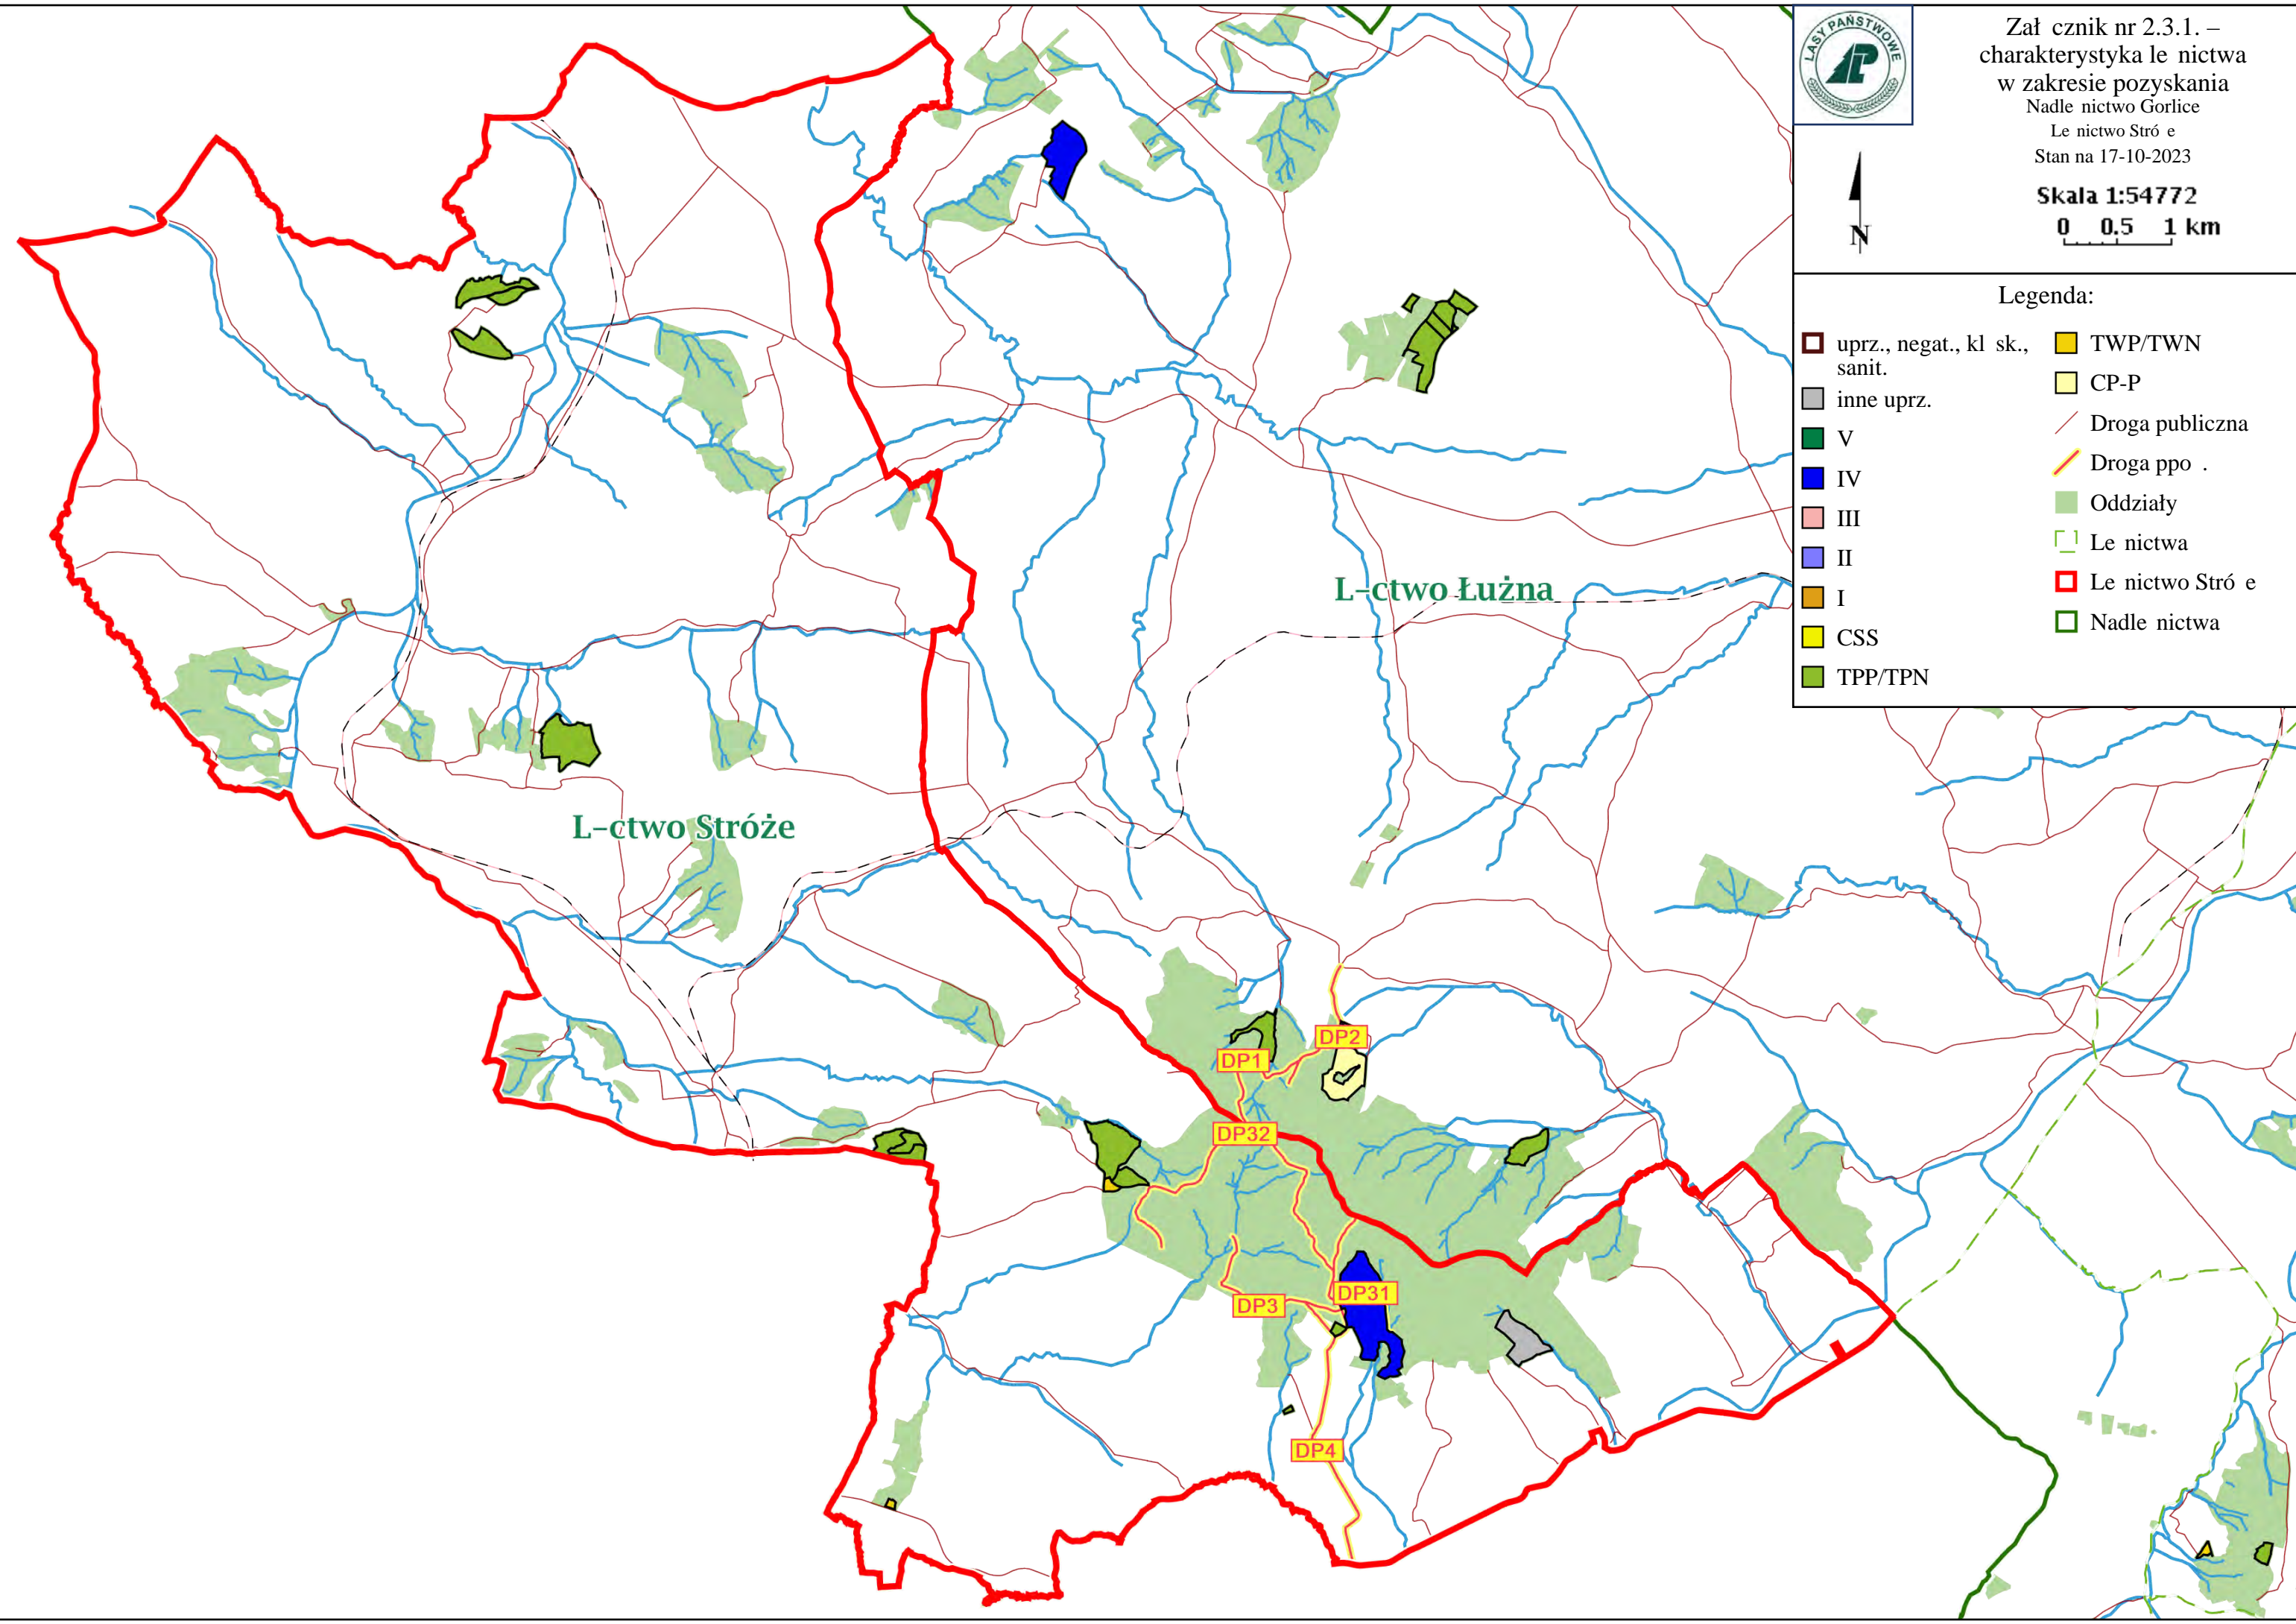 LASY PAŃSTWOWE
LP
Zał cznik nr 2.3.1. –
charakterystyka le nictwa
w zakresie pozyskania
Nadle nictwo Gorlice
Le nictwo Stró e
Stan na 17-10-2023
Skala 1:54772
0 0.5 1 km
N
Legenda:
uprz., negat., kl sk.,
sanit.
inne uprz.
V
IV
III
II
I
CSS
TPP/TPN
TWP/TWN
CP-P
Droga publiczna
Droga ppo .
Oddziały
Le nictwa
Le nictwo Stró e
Nadle nictwa
L-ctwo Łużna
L-ctwo Stróże
DP2
DP1
DP32
DP31
DP3
DP4